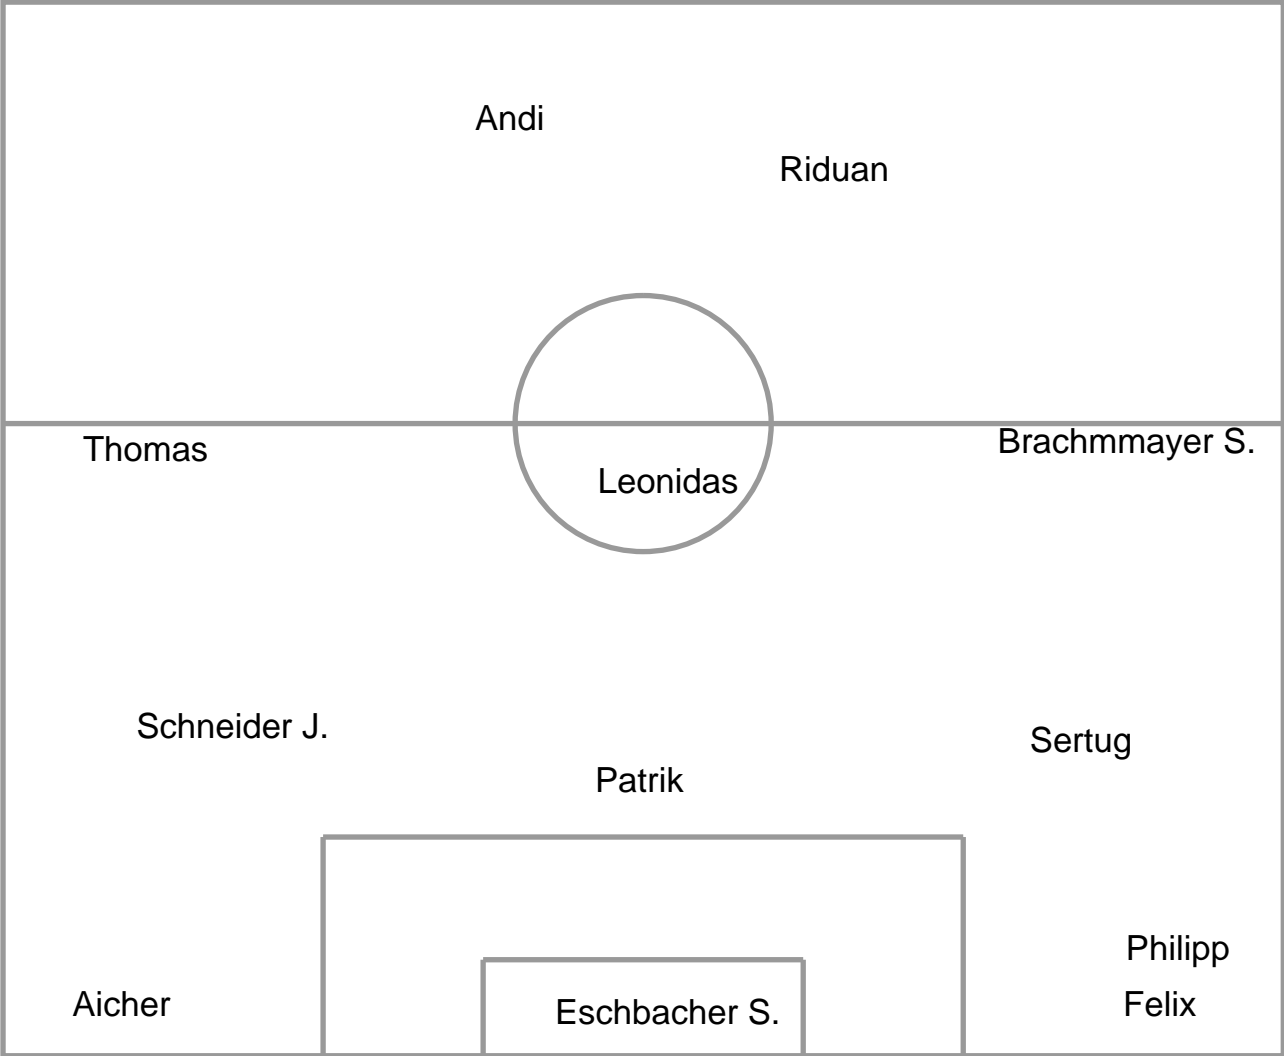 Andi
Riduan
Thomas
Brachmmayer S.
Leonidas
Schneider J.
Sertug
Patrik
Philipp
Aicher
Eschbacher S.
Felix